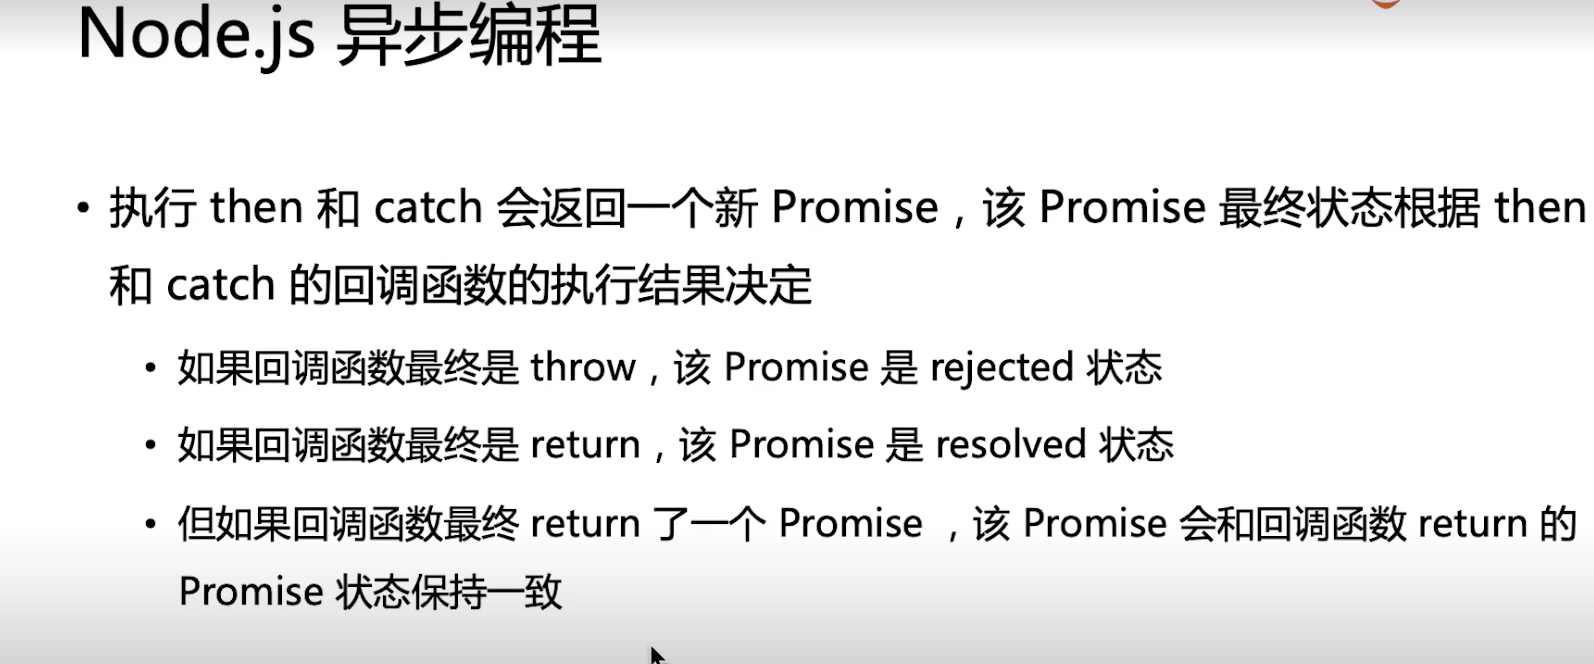 Node.js 异步编程
• 执行 then 和 catch 会返回一个新 Promise，该 Promise 最终状态根据 then
和 catch 的回调函数的执行结果决定
• 如果回调函数最终是 throw，该 Promise 是 rejected 状态
• 如果回调函数最终是 return，该 Promise 是 resolved 状态
• 但如果回调函数最终 return 了一个 Promise ，该 Promise 会和回调函数 return 的
Promise 状态保持一致